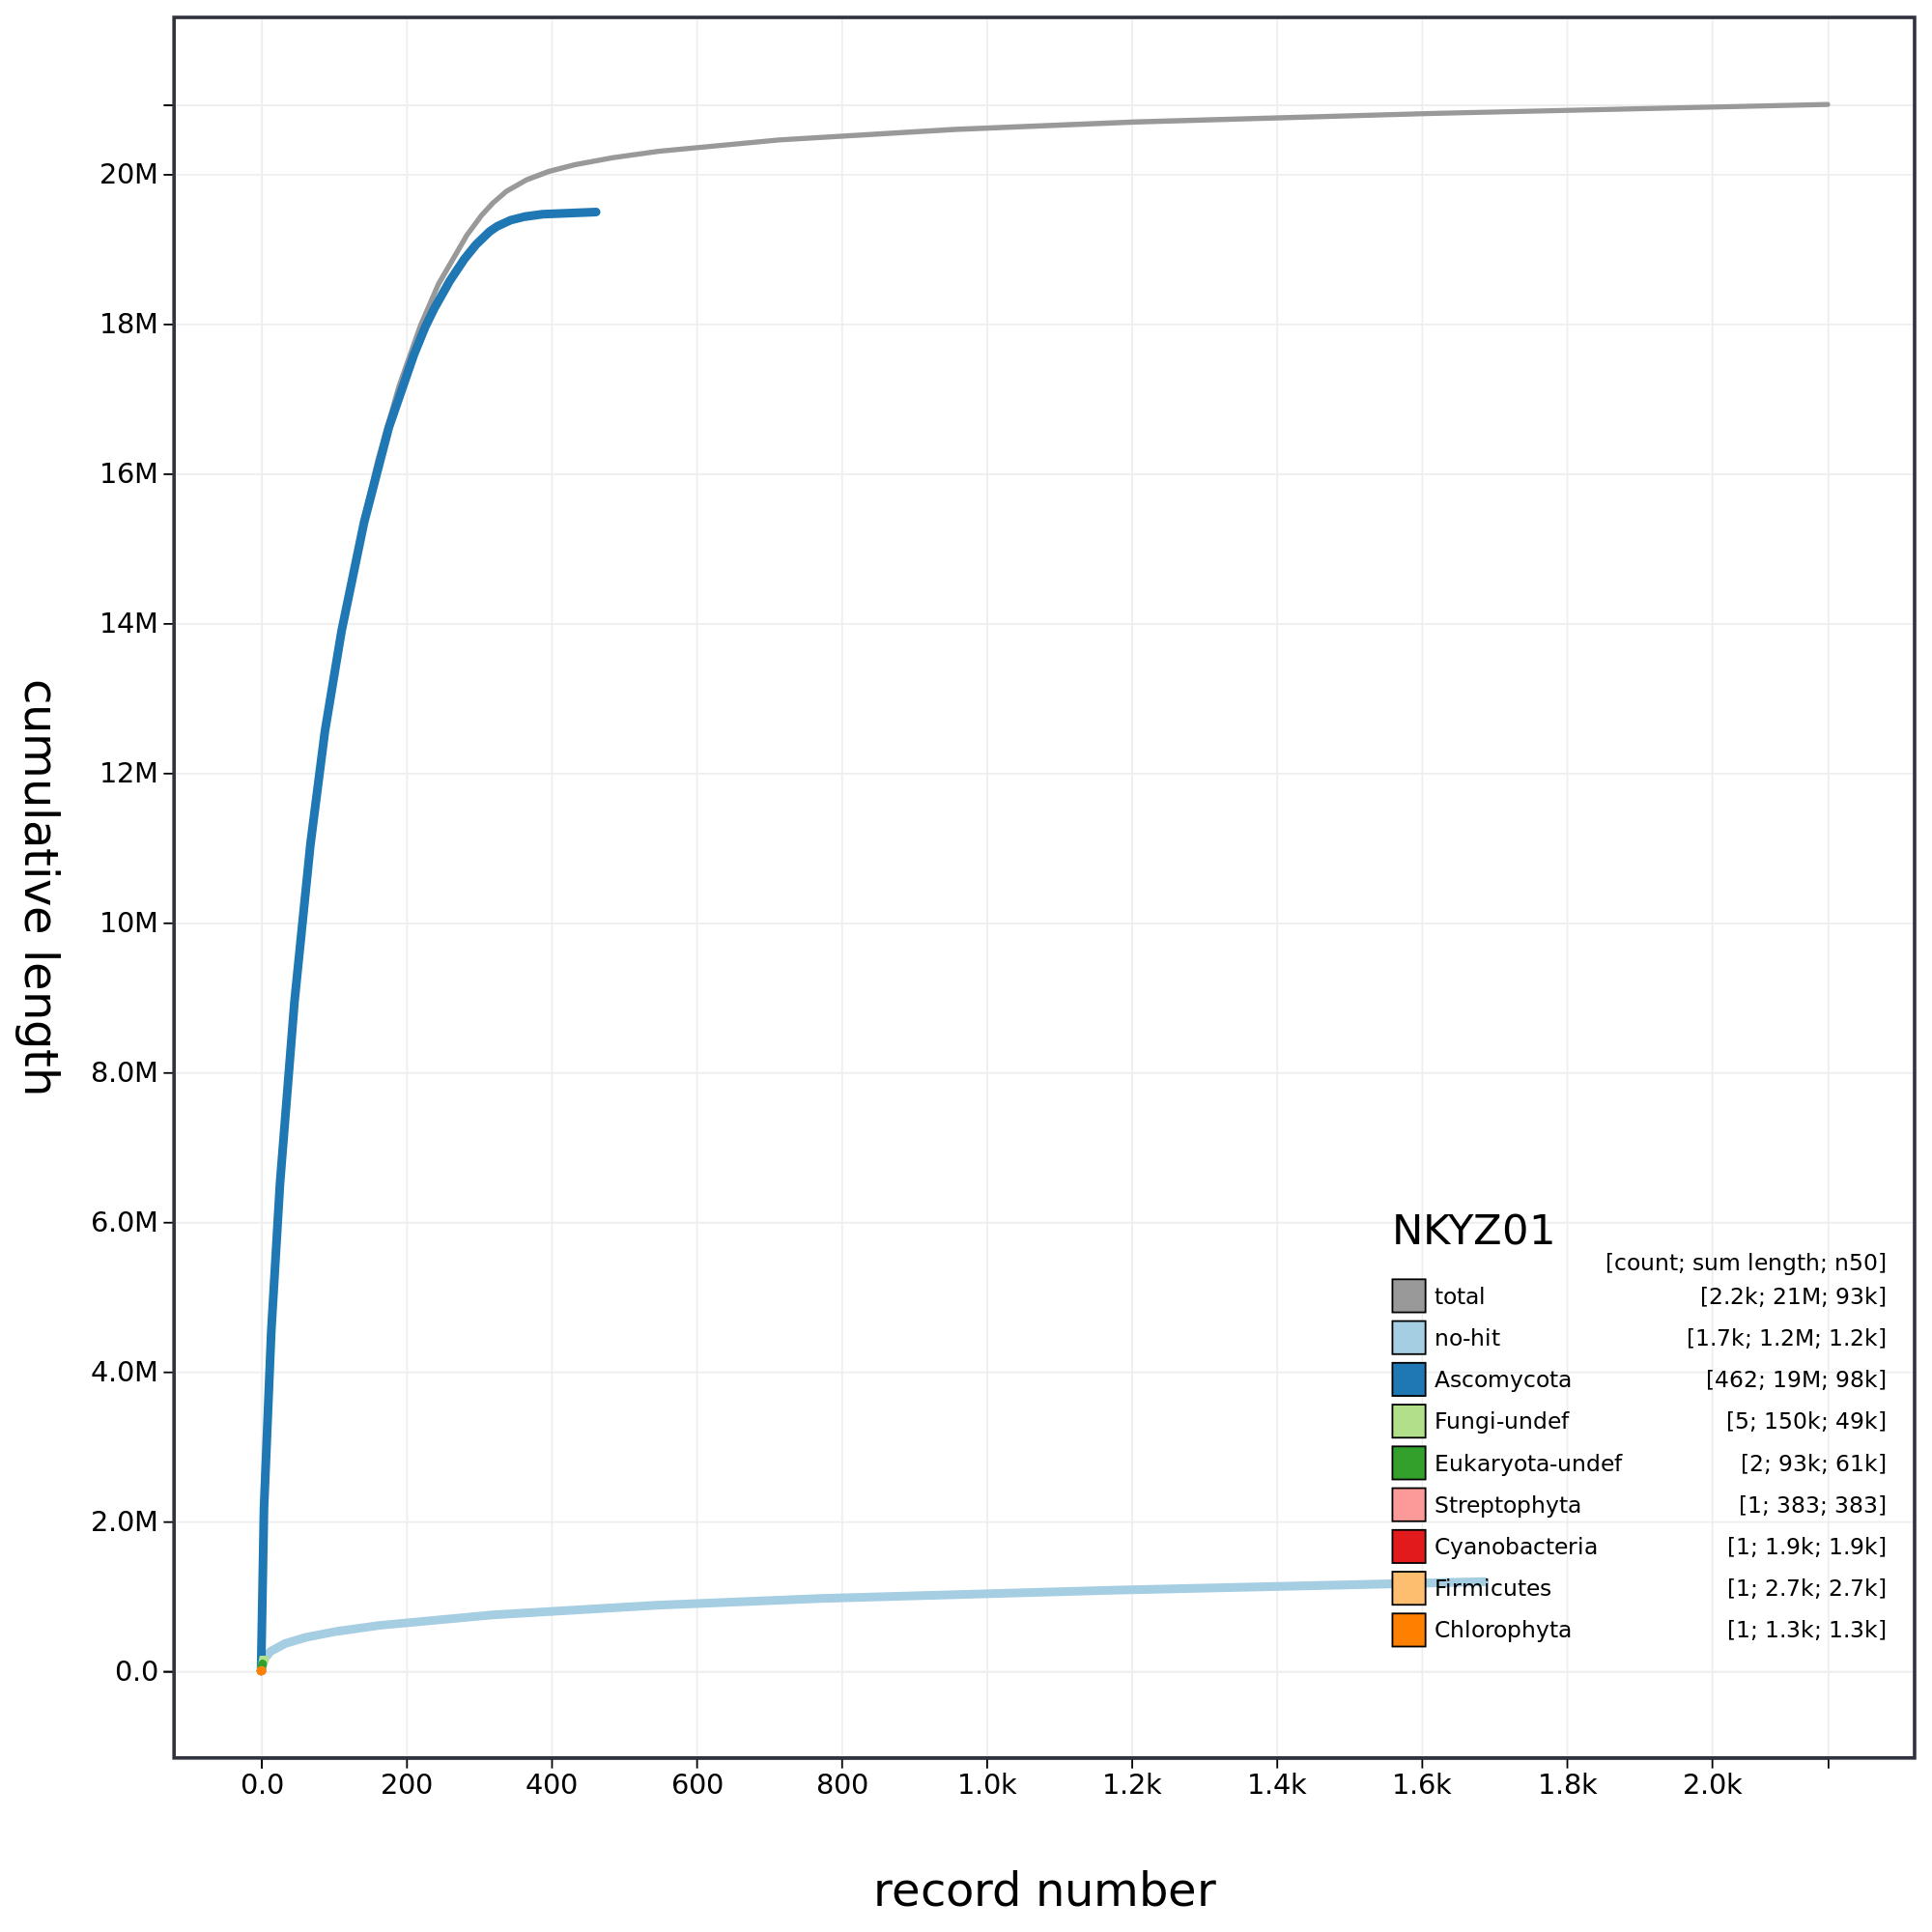 cumulative length
20M
18M
16M
14M
12M
10M
8.0M
6.0M
4.0M
2.0M
0.0
NKYZ01
[count; sum length; n50]
total [2.2k; 21M; 93k]
no-hit [1.7k; 1.2M; 1.2k]
Ascomycota [462; 19M; 98k]
Fungi-undef [5; 150k; 49k]
Eukaryota-undef [2; 93k; 61k]
Streptophyta [1; 383; 383]
Cyanobacteria [1; 1.9k; 1.9k]
Firmicutes [1; 2.7k; 2.7k]
Chlorophyta [1; 1.3k; 1.3k]
0.0 200 400 600 800 1.0k 1.2k 1.4k 1.6k 1.8k 2.0k
record number